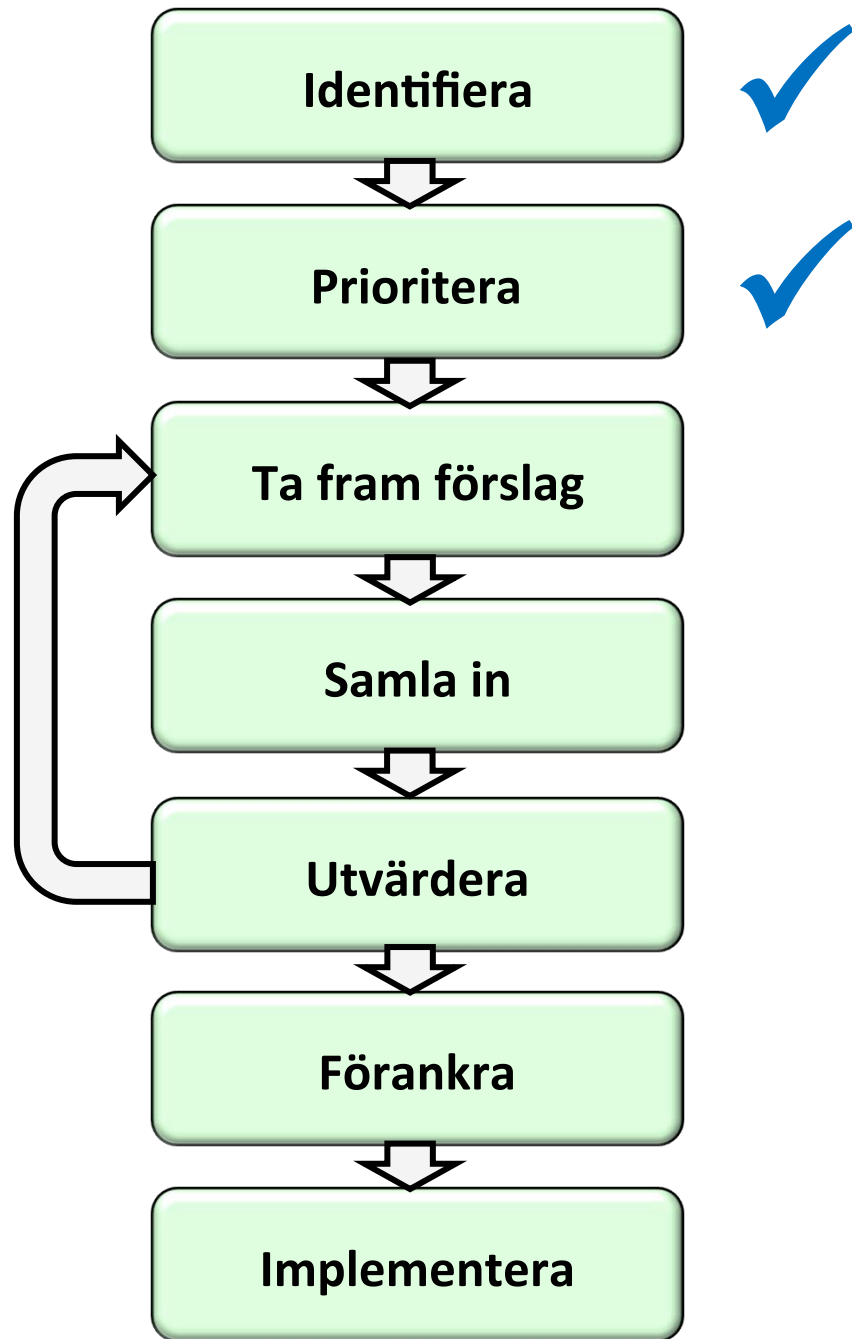 Identifiera
Prioritera
Ta fram förslag
Samla in
Utvärdera
Förankra
Implementera